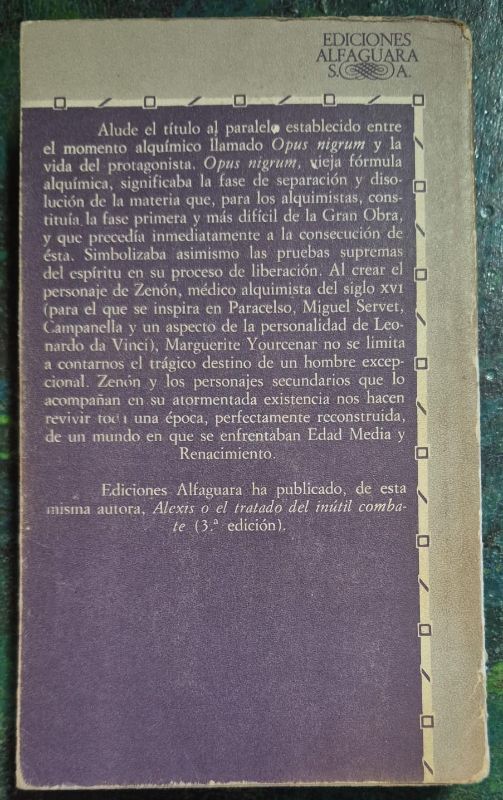 EDICIONES
ALFAGUARA
S. A.
Alude el título al paralelo establecido entre
el momento alquímico llamado Opus nigrum y la
vida del protagonista. Opus nigrum, vieja fórmula
alquímica, significaba la fase de separación y diso-
lución de la materia que, para los alquimistas, cons-
tituía la fase primera y más difícil de la Gran Obra,
y que precedía inmediatamente a la consecución de
ésta. Simbolizaba asimismo las pruebas supremas
del espíritu en su proceso de liberación. Al crear el
personaje de Zenón, médico alquimista del siglo XVI
(para el que se inspira en Paracelso, Miguel Servet,
Campanella y un aspecto de la personalidad de Leo-
nardo da Vinci), Marguerite Yourcenar no se limita
a contarnos el trágico destino de un hombre excep-
cional. Zenón y los personajes secundarios que lo
acompañan en su atormentada existencia nos hacen
revivir toda una época, perfectamente reconstruida,
de un mundo en que se enfrentaban Edad Media y
Renacimiento.
Ediciones Alfaguara ha publicado, de esta
misma autora, Alexis o el tratado del inútil comba-
te (3.ª edición).